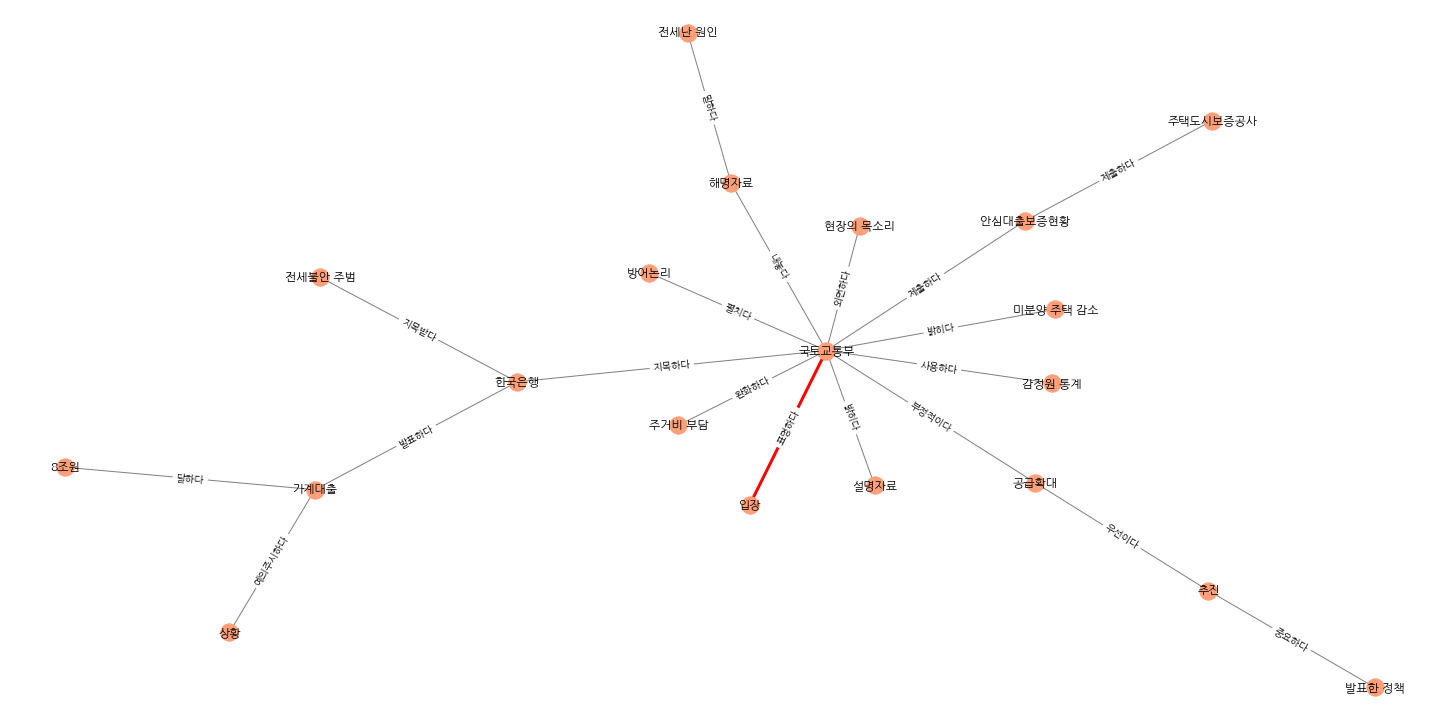 전세난 원인
말하다
주택도시보증공사
제출하다
해명자료
안심대출보증현황
현장의 목소리
내놓다
방어논리
전세불안 주범
외면하다
제출하다
미분양 주택 감소
펼치다
지목받다
밝히다
국토교통부
지목하다
사용하다
한국은행
감정원 통계
완화하다
부정적이다
밝히다
주거비 부담
표명하다
발표하다
8조원
달하다
가계대출
공급확대
설명자료
입장
우선이다
예의주시하다
추진
상황
중요하다
발표한 정책